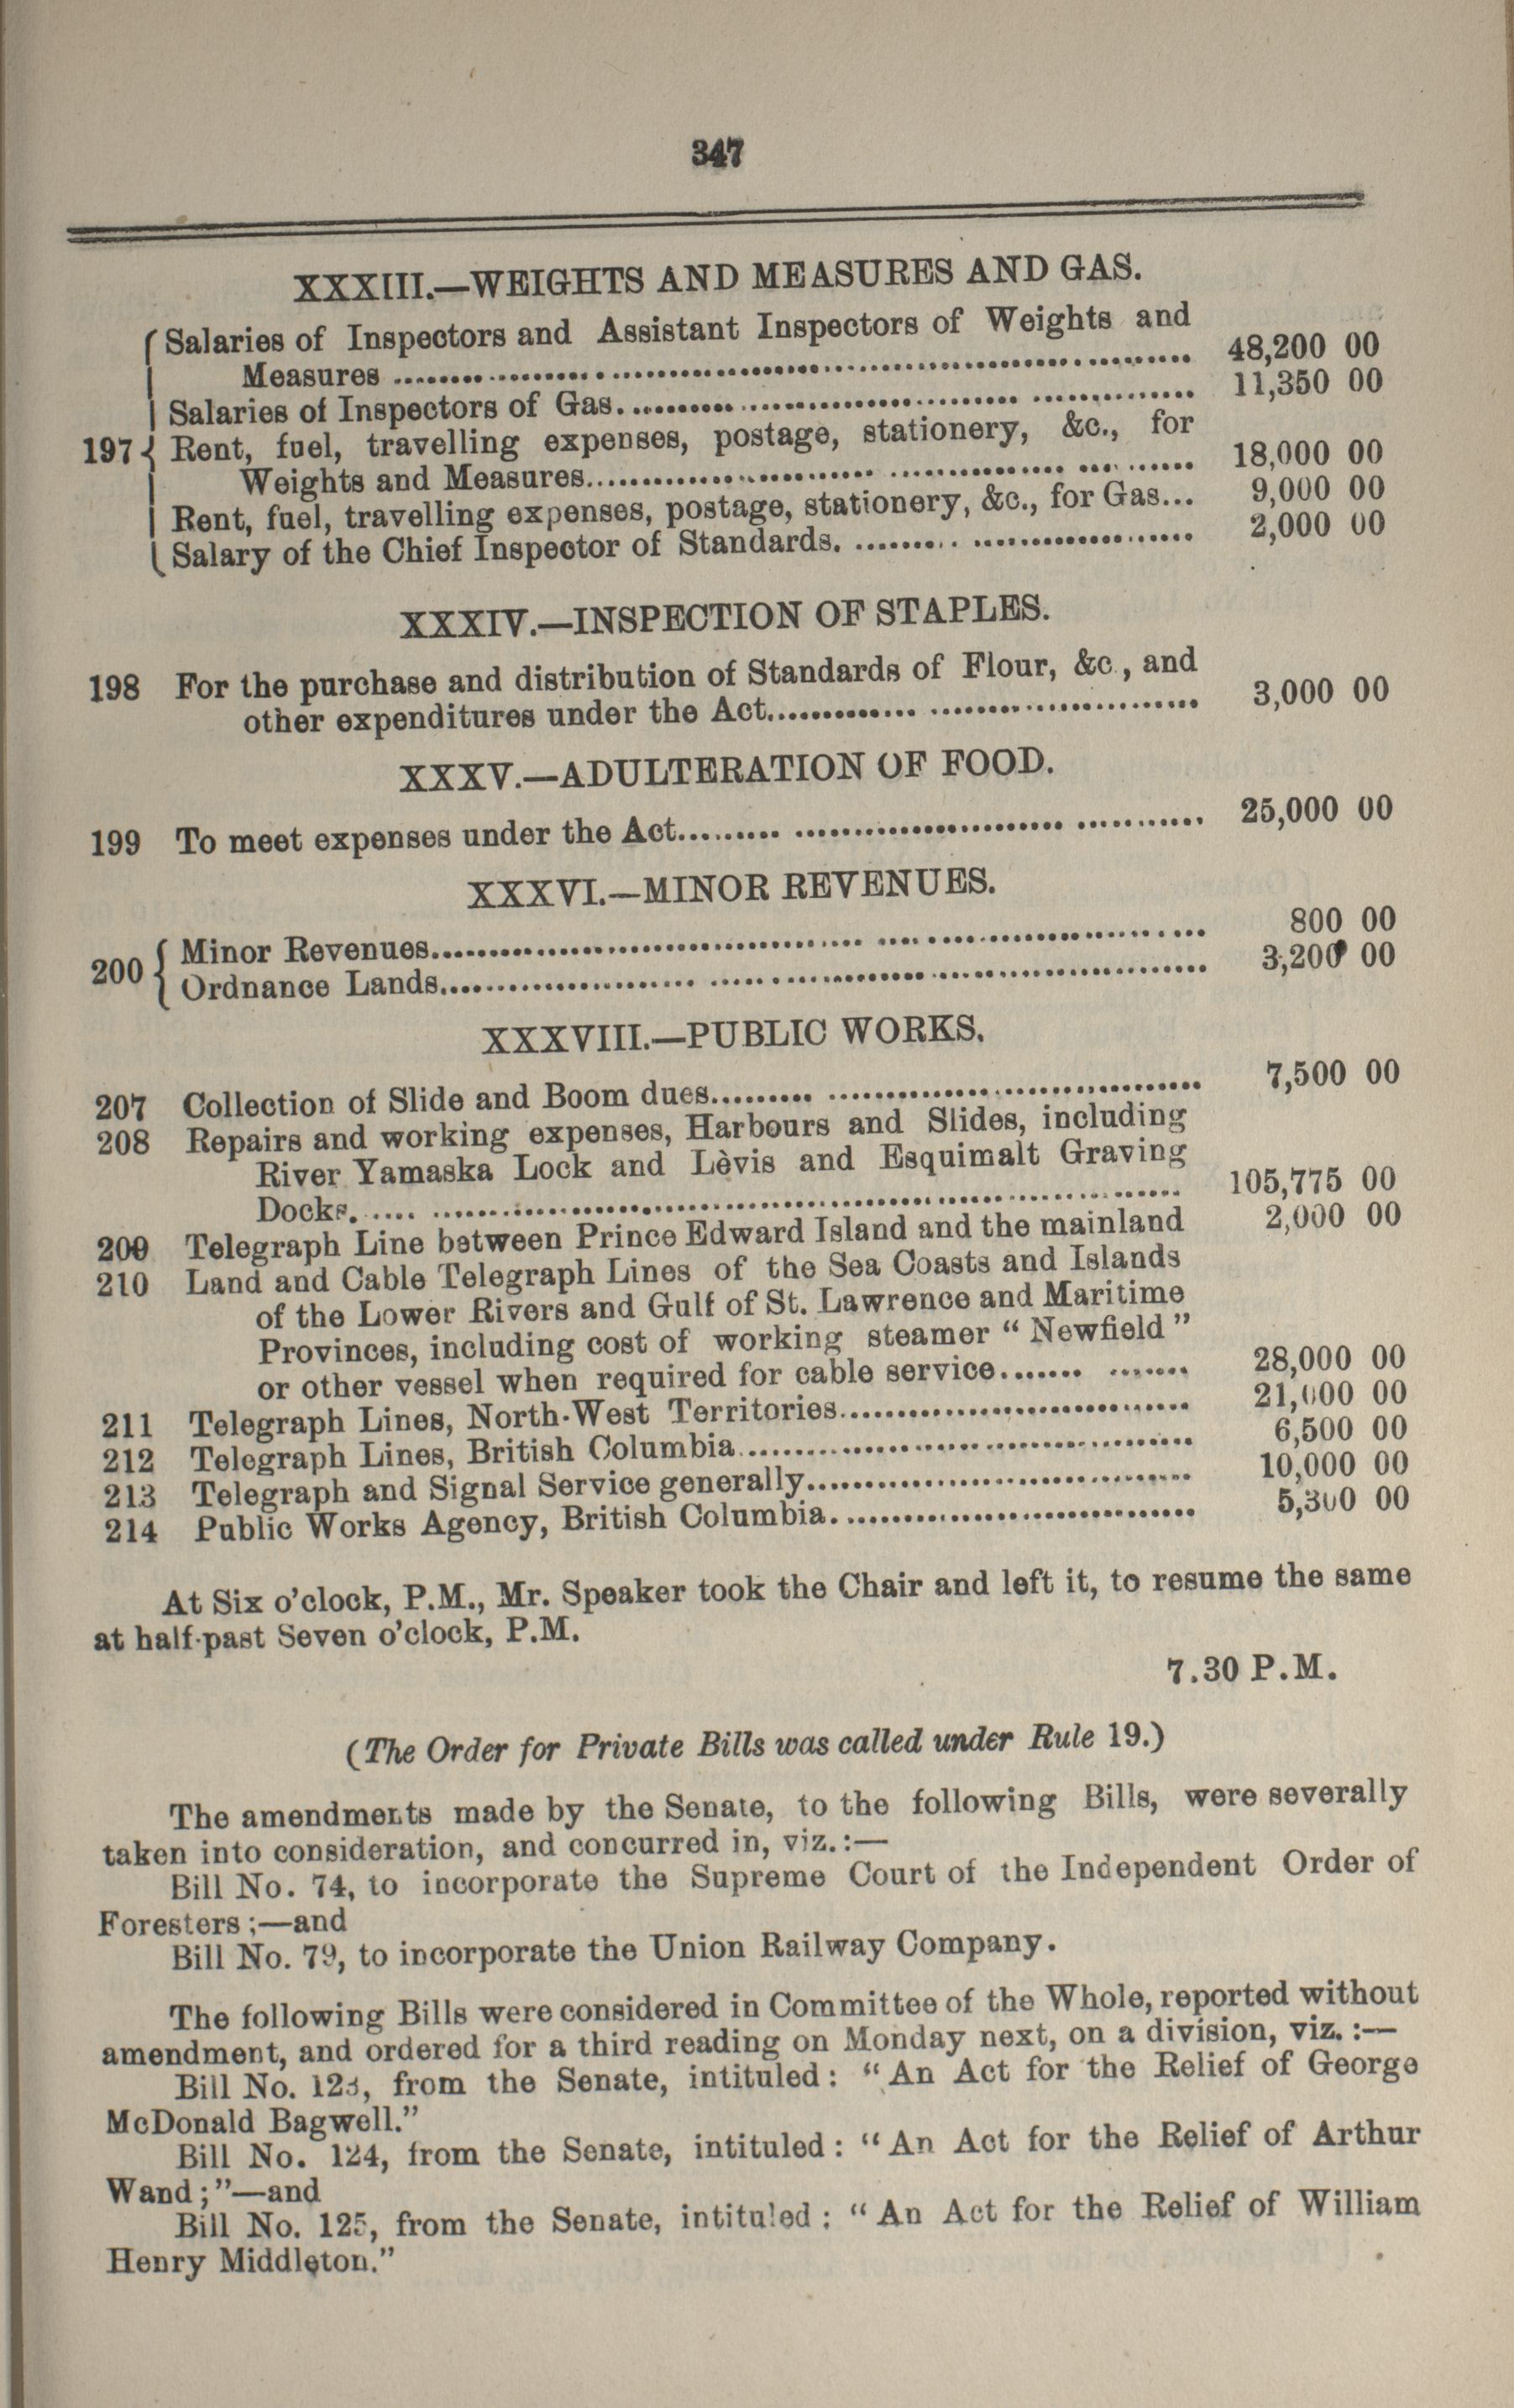 347
XXXIII.—WEIGHTS AND MEASURES AND GAS.
Salaries of Inspectors and Assistant Inspectors of Weights and
Measures .......... 48,200 00
Salaries of Inspectors of Gas.......... 11,350 00
197 Rent, fuel, travelling expenses, postage, stationery, &c., for
Weights and Measures.......... 18,000 00
Rent, fuel, travelling expenses, postage, stationery, &c., for Gas... 9,000 00
Salary of the Chief Inspector of Standards. .......... 2,000 00
XXXIV.—INSPECTION OF STAPLES.
198 For the purchase and distribution of Standards of Flour, &c., and
other expenditures under the Act.......... 3,000 00
XXXV.—ADULTERATION OF FOOD.
199 To meet expenses under the Act.......... 25,000 00
XXXVI.—MINOR REVENUES.
200 Minor Revenues.......... 800 00
Ordnance Lands.......... 3,200 00
XXXVIII.—PUBLIC WORKS.
207 Collection of Slide and Boom dues.......... 7,500 00
208 Repairs and working expenses, Harbours and Slides, including
River Yamaska Lock and Lèvis and Esquimalt Graving
Docks.......... 105,775 00
209 Telegraph Line between Prince Edward Island and the mainland 2,000 00
210 Land and Cable Telegraph Lines of the Sea Coasts and Islands
of the Lower Rivers and Gulf of St. Lawrence and Maritime
Provinces, including cost of working steamer “ Newfield ”
or other vessel when required for cable service.......... 28,000 00
211 Telegraph Lines, North-West Territories.......... 21,000 00
212 Telegraph Lines, British Columbia.......... 6,500 00
213 Telegraph and Signal Service generally.......... 10,000 00
214 Public Works Agency, British Columbia.......... 5,300 00
At Six o’clock, P.M., Mr. Speaker took the Chair and left it, to resume the same
at half-past Seven o’clock, P.M.
7.30 P.M.
(The Order for Private Bills was called under Rule 19.)
The amendments made by the Senate, to the following Bills, were severally
taken into consideration, and concurred in, viz. :—
Bill No. 74, to incorporate the Supreme Court of the Independent Order of
Foresters ;—and
Bill No. 79, to incorporate the Union Railway Company.
The following Bills were considered in Committee of the Whole, reported without
amendment, and ordered for a third reading on Monday next, on a division, viz. :—
Bill No. 123, from the Senate, intituled : “ An Act for the Relief of George
McDonald Bagwell.”
Bill No. 124, from the Senate, intituled : “ An Act for the Relief of Arthur
Wand ; ”—and
Bill No. 125, from the Senate, intituled : “ An Act for the Relief of William
Henry Middleton.”